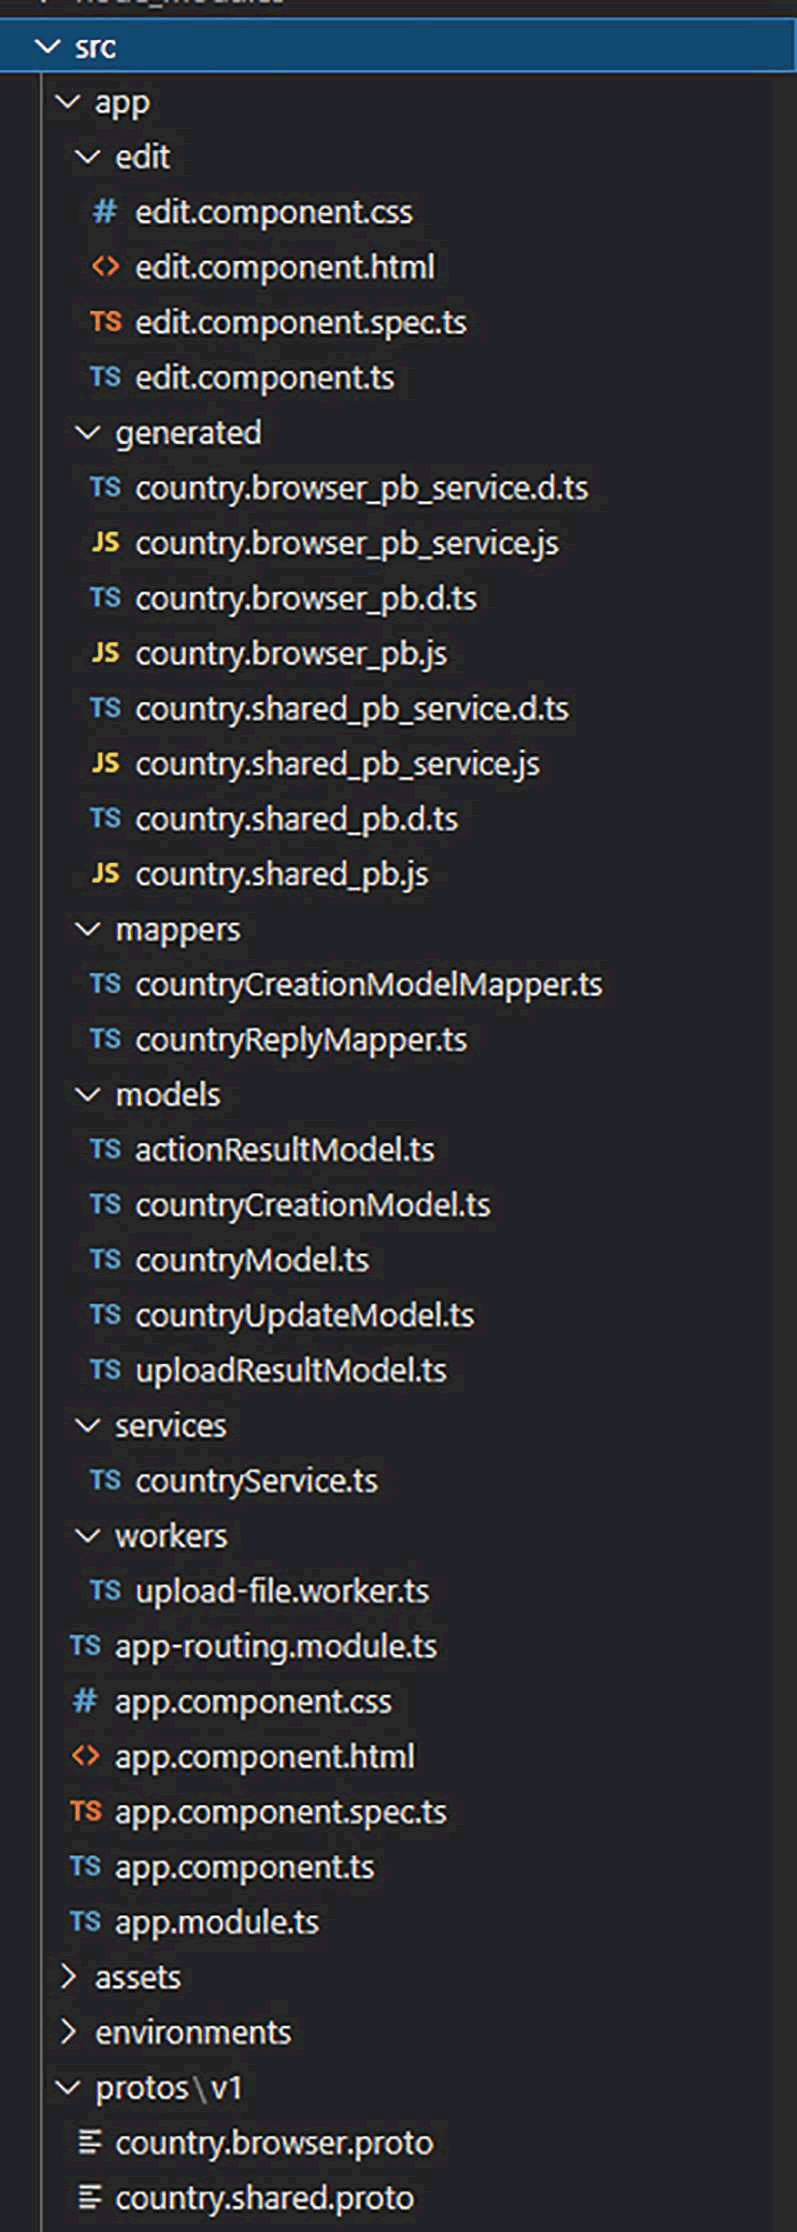 node_modules
src
app
edit
# edit.component.css
<> edit.component.html
TS edit.component.spec.ts
TS edit.component.ts
generated
TS country.browser_pb_service.d.ts
JS country.browser_pb_service.js
TS country.browser_pb.d.ts
JS country.browser_pb.js
TS country.shared_pb_service.d.ts
JS country.shared_pb_service.js
TS country.shared_pb.d.ts
JS country.shared_pb.js
mappers
TS countryCreationModelMapper.ts
TS countryReplyMapper.ts
models
TS actionResultModel.ts
TS countryCreationModel.ts
TS countryModel.ts
TS countryUpdateModel.ts
TS uploadResultModel.ts
services
TS countryService.ts
workers
TS upload-file.worker.ts
TS app-routing.module.ts
# app.component.css
<> app.component.html
TS app.component.spec.ts
TS app.component.ts
TS app.module.ts
assets
environments
protos\v1
country.browser.proto
country.shared.proto